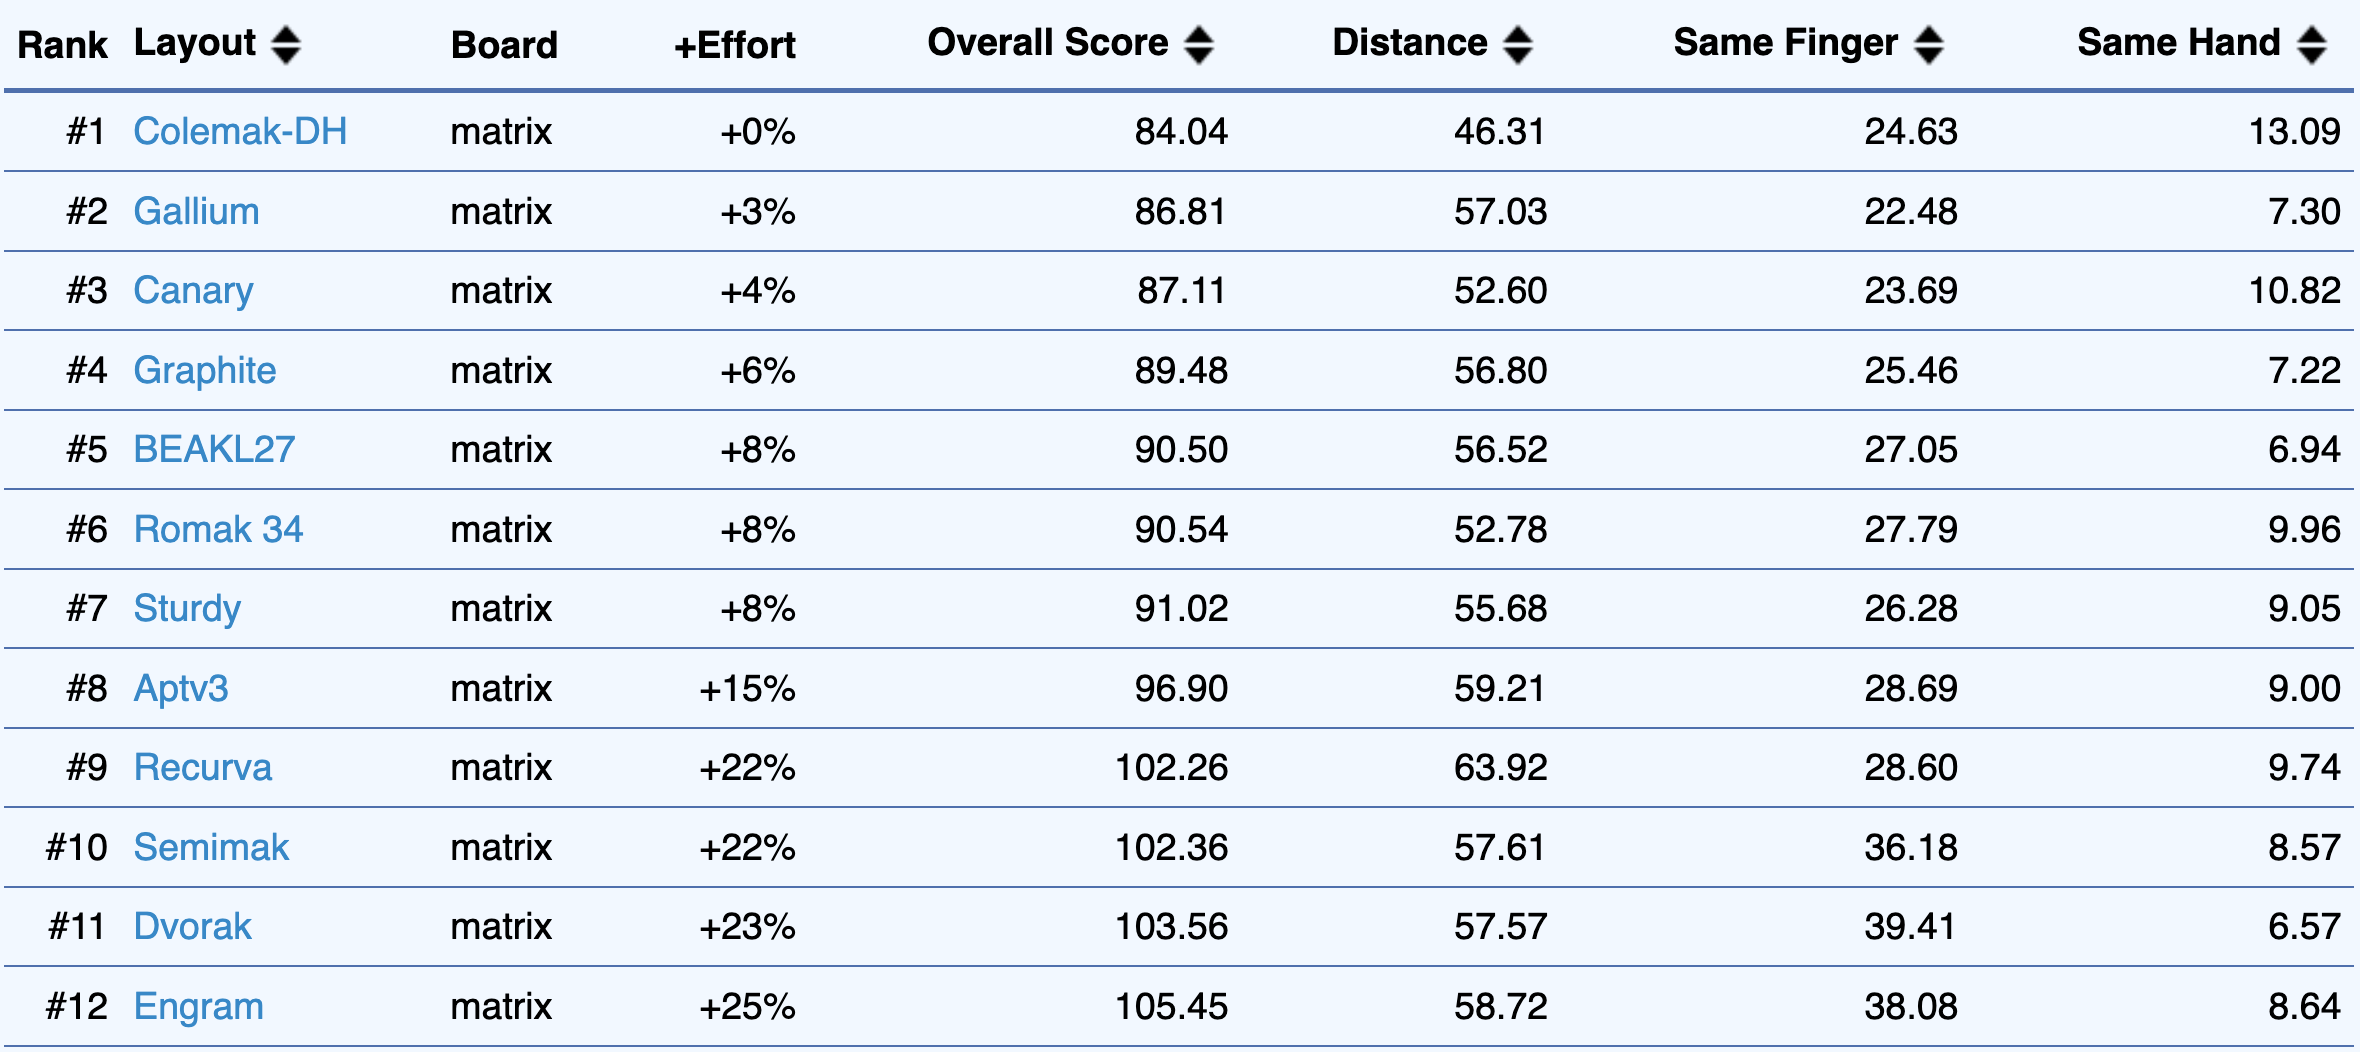 Rank Layout Board +Effort Overall Score Distance Same Finger Same Hand
#1 Colemak-DH matrix +0% 84.04 46.31 24.63 13.09
#2 Gallium matrix +3% 86.81 57.03 22.48 7.30
#3 Canary matrix +4% 87.11 52.60 23.69 10.82
#4 Graphite matrix +6% 89.48 56.80 25.46 7.22
#5 BEAKL27 matrix +8% 90.50 56.52 27.05 6.94
#6 Romak 34 matrix +8% 90.54 52.78 27.79 9.96
#7 Sturdy matrix +8% 91.02 55.68 26.28 9.05
#8 Aptv3 matrix +15% 96.90 59.21 28.69 9.00
#9 Recurva matrix +22% 102.26 63.92 28.60 9.74
#10 Semimak matrix +22% 102.36 57.61 36.18 8.57
#11 Dvorak matrix +23% 103.56 57.57 39.41 6.57
#12 Engram matrix +25% 105.45 58.72 38.08 8.64